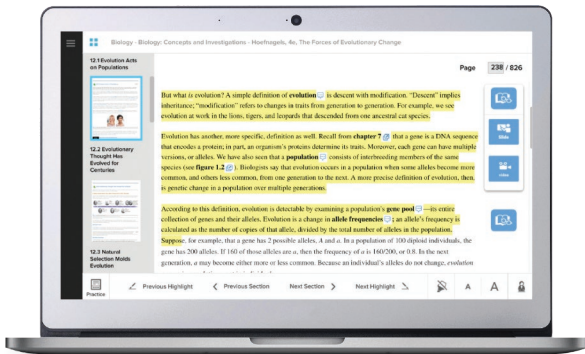 Biology - Biology: Concepts and Investigations - Hoefnagels, 4e, The Forces of Evolutionary Change
12.1 Evolution Acts
on Populations
12.2 Evolutionary
Thought Has
Evolved for
Centuries
12.3 Natural
Selection Molds
Evolution
Page 238 / 826
But what is evolution? A simple definition of evolution is descent with modification. "Descent" implies
inheritance; "modification" refers to changes in traits from generation to generation. For example, we see
evolution at work in the lions, tigers, and leopards that descended from one ancestral cat species.
Evolution has another, more specific, definition as well. Recall from chapter 7 that a gene is a DNA sequence
that encodes a protein; in part, an organism's proteins determine its traits. Moreover, each gene can have multiple
versions, or alleles. We have also seen that a population consists of interbreeding members of the same
species (see figure 1.2). Biologists say that evolution occurs in a population when some alleles become more
common, and others less common, from one generation to the next. A more precise definition of evolution, then,
is genetic change in a population over multiple generations.
According to this definition, evolution is detectable by examining a population's gene pool—its entire
collection of genes and their alleles. Evolution is a change in allele frequencies; an allele's frequency is
calculated as the number of copies of that allele, divided by the total number of alleles in the population.
Suppose, for example, that a gene has 2 possible alleles, A and a. In a population of 100 diploid individuals, the
gene has 200 alleles. If 160 of those alleles are a, then the frequency of a is 160/200, or 0.8. In the next
generation, a may become either more or less common. Because an individual's alleles do not change, evolution
Practice
Previous Highlight
Previous Section
Next Section
Next Highlight
A
A